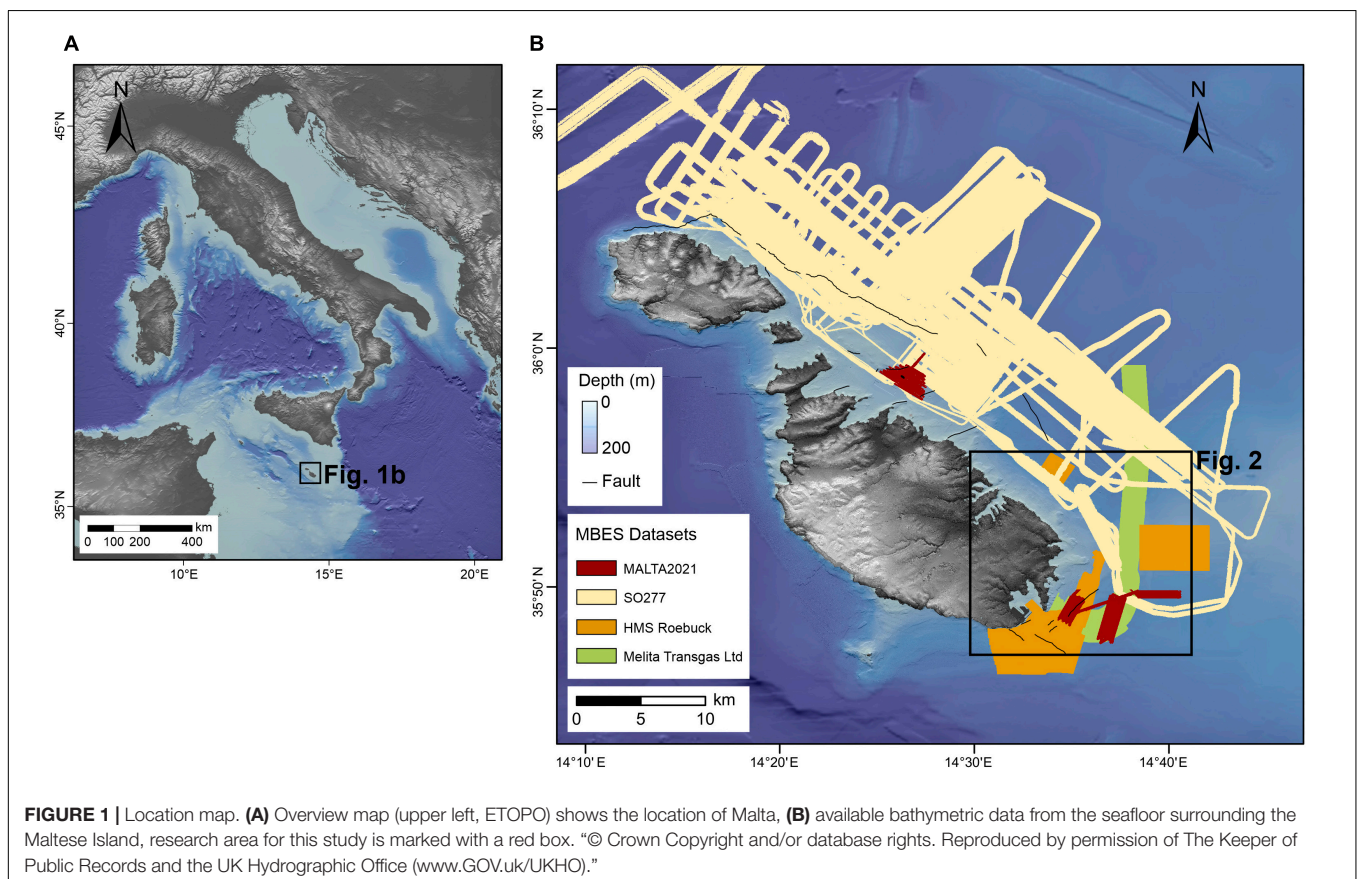 A
B
N
45°N
40°N
35°N
Fig. 1b
km
0 100 200 400
10°E
15°E
20°E
N
36°10' N
36°0' N
35°50' N
Depth (m)
0
200
Fault
Fig. 2
MBES Datasets
MALTA2021
SO277
HMS Roebuck
Melita Transgas Ltd
km
0 5 10
14°10' E
14°20' E
14°30' E
14°40' E
FIGURE 1 | Location map. (A) Overview map (upper left, ETOPO) shows the location of Malta, (B) available bathymetric data from the seafloor surrounding the
Maltese Island, research area for this study is marked with a red box. “© Crown Copyright and/or database rights. Reproduced by permission of The Keeper of
Public Records and the UK Hydrographic Office (www.GOV.uk/UKHO).”